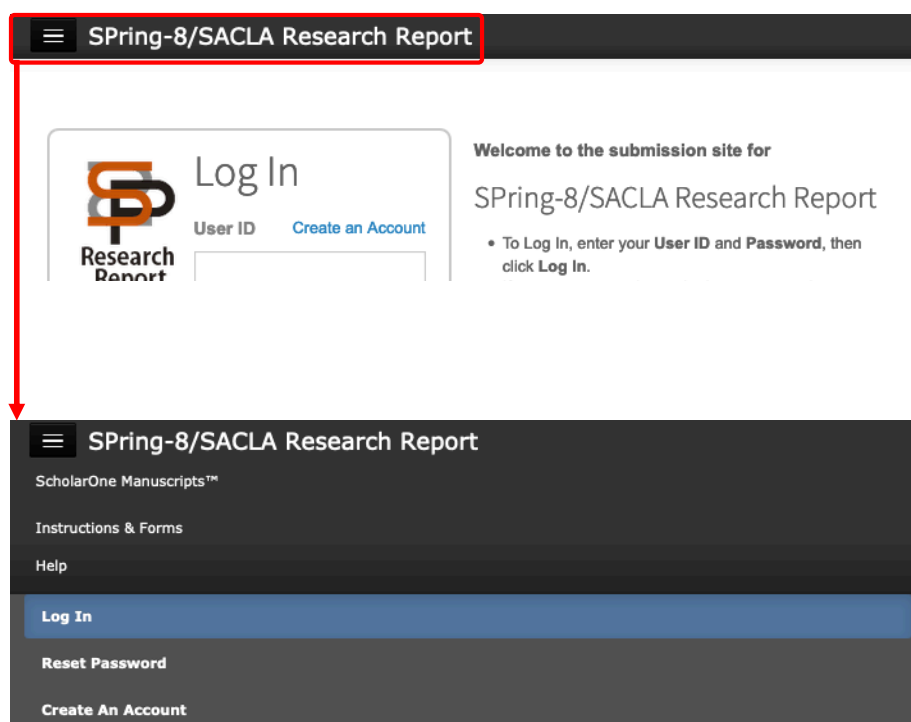 SPring-8/SACLA Research Report
Log In
User ID Create an Account
Research
Report
Welcome to the submission site for
SPring-8/SACLA Research Report
• To Log In, enter your User ID and Password, then
click Log In.
SPring-8/SACLA Research Report
ScholarOne Manuscripts™
Instructions & Forms
Help
Log In
Reset Password
Create An Account